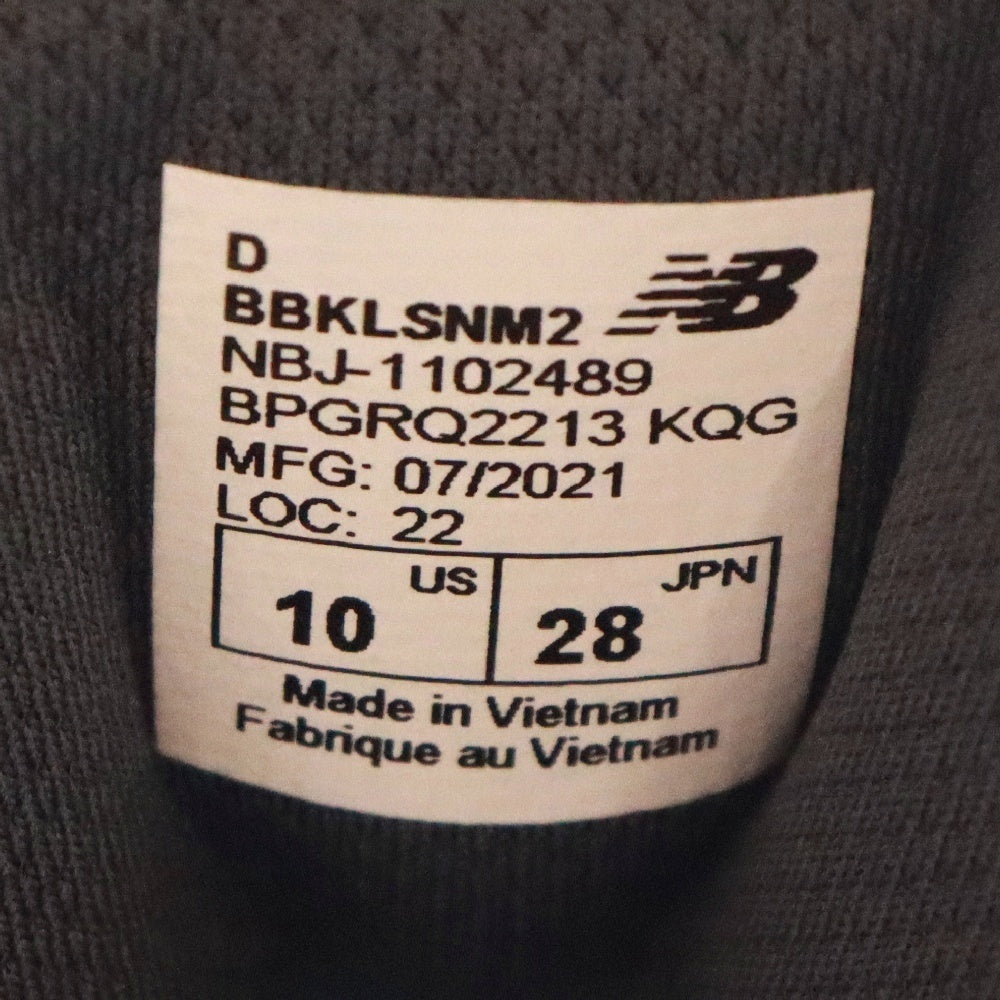 D
BBKLSNM2
NBJ-1102489
BPGRQ2213 KQG
MFG: 07/2021
LOC: 22
US JPN
10 28
Made in Vietnam
Fabrique au Vietnam